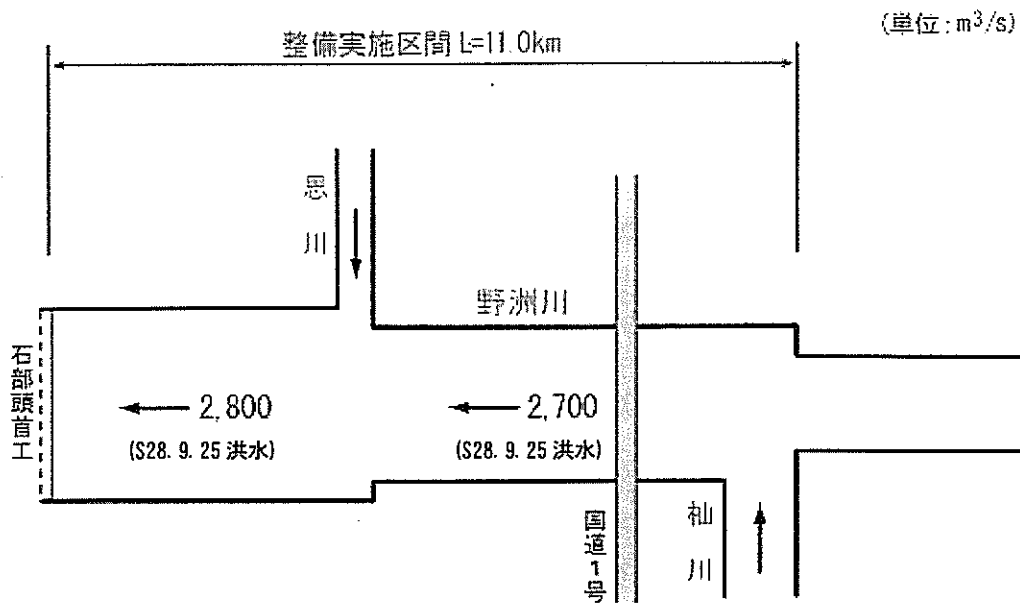 (単位:m³/s)
整備実施区間 L=11.0km
思川
野洲川
石部頭首工
2,800
(S28.9.25 洪水)
2,700
(S28.9.25 洪水)
国道1号
杣川